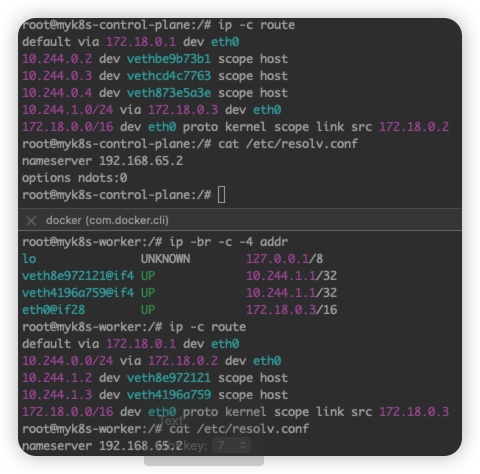 root@myk8s-control-plane:/# ip -c route
default via 172.18.0.1 dev eth0
10.244.0.2 dev vethbe9b73b1 scope host
10.244.0.3 dev vethcd4c7763 scope host
10.244.0.4 dev veth873e5a3e scope host
10.244.1.0/24 via 172.18.0.3 dev eth0
172.18.0.0/16 dev eth0 proto kernel scope link src 172.18.0.2
root@myk8s-control-plane:/# cat /etc/resolv.conf
nameserver 192.168.65.2
options ndots:0
root@myk8s-control-plane:/#
docker (com.docker.cli)
root@myk8s-worker:/# ip -br -c -4 addr
lo UNKNOWN 127.0.0.1/8
veth8e972121@if4 UP 10.244.1.1/32
veth4196a759@if4 UP 10.244.1.1/32
eth0@if28 UP 172.18.0.3/16
root@myk8s-worker:/# ip -c route
default via 172.18.0.1 dev eth0
10.244.0.0/24 via 172.18.0.2 dev eth0
10.244.1.2 dev veth8e972121 scope host
10.244.1.3 dev veth4196a759 scope host
172.18.0.0/16 dev eth0 proto kernel scope link src 172.18.0.3
Text
root@myk8s-worker:/# cat /etc/resolv.conf
nameserver 192.168.65.2
key: 7